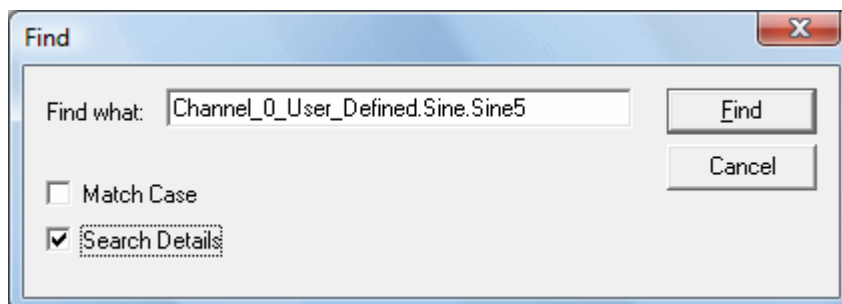 Find
Find what: Channel_0_User_Defined.Sine.Sine5
Find
Cancel
Match Case
Search Details